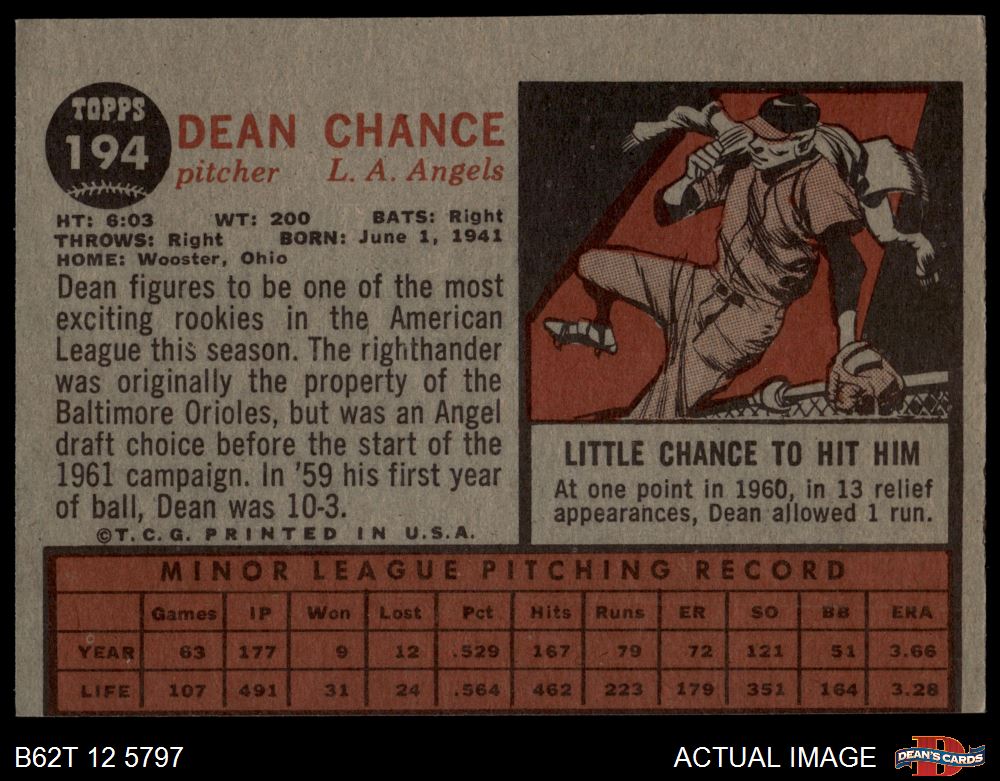 TOPPS
194
DEAN CHANCE
pitcher L. A. Angels
HT: 6:03 WT: 200 BATS: Right
THROWS: Right BORN: June 1, 1941
HOME: Wooster, Ohio
Dean figures to be one of the most
exciting rookies in the American
League this season. The righthander
was originally the property of the
Baltimore Orioles, but was an Angel
draft choice before the start of the
1961 campaign. In '59 his first year
of ball, Dean was 10-3.
©T. C. G. PRINTED IN U.S.A.
LITTLE CHANCE TO HIT HIM
At one point in 1960, in 13 relief
appearances, Dean allowed 1 run.
MINOR LEAGUE PITCHING RECORD
Games IP Won Lost Pct Hits Runs ER SO BB ERA
YEAR 63 177 9 12 .529 167 79 72 121 51 3.66
LIFE 107 491 31 24 .564 462 223 179 351 164 3.28
B62T 12 5797 ACTUAL IMAGE
D
DEAN'S CARDS